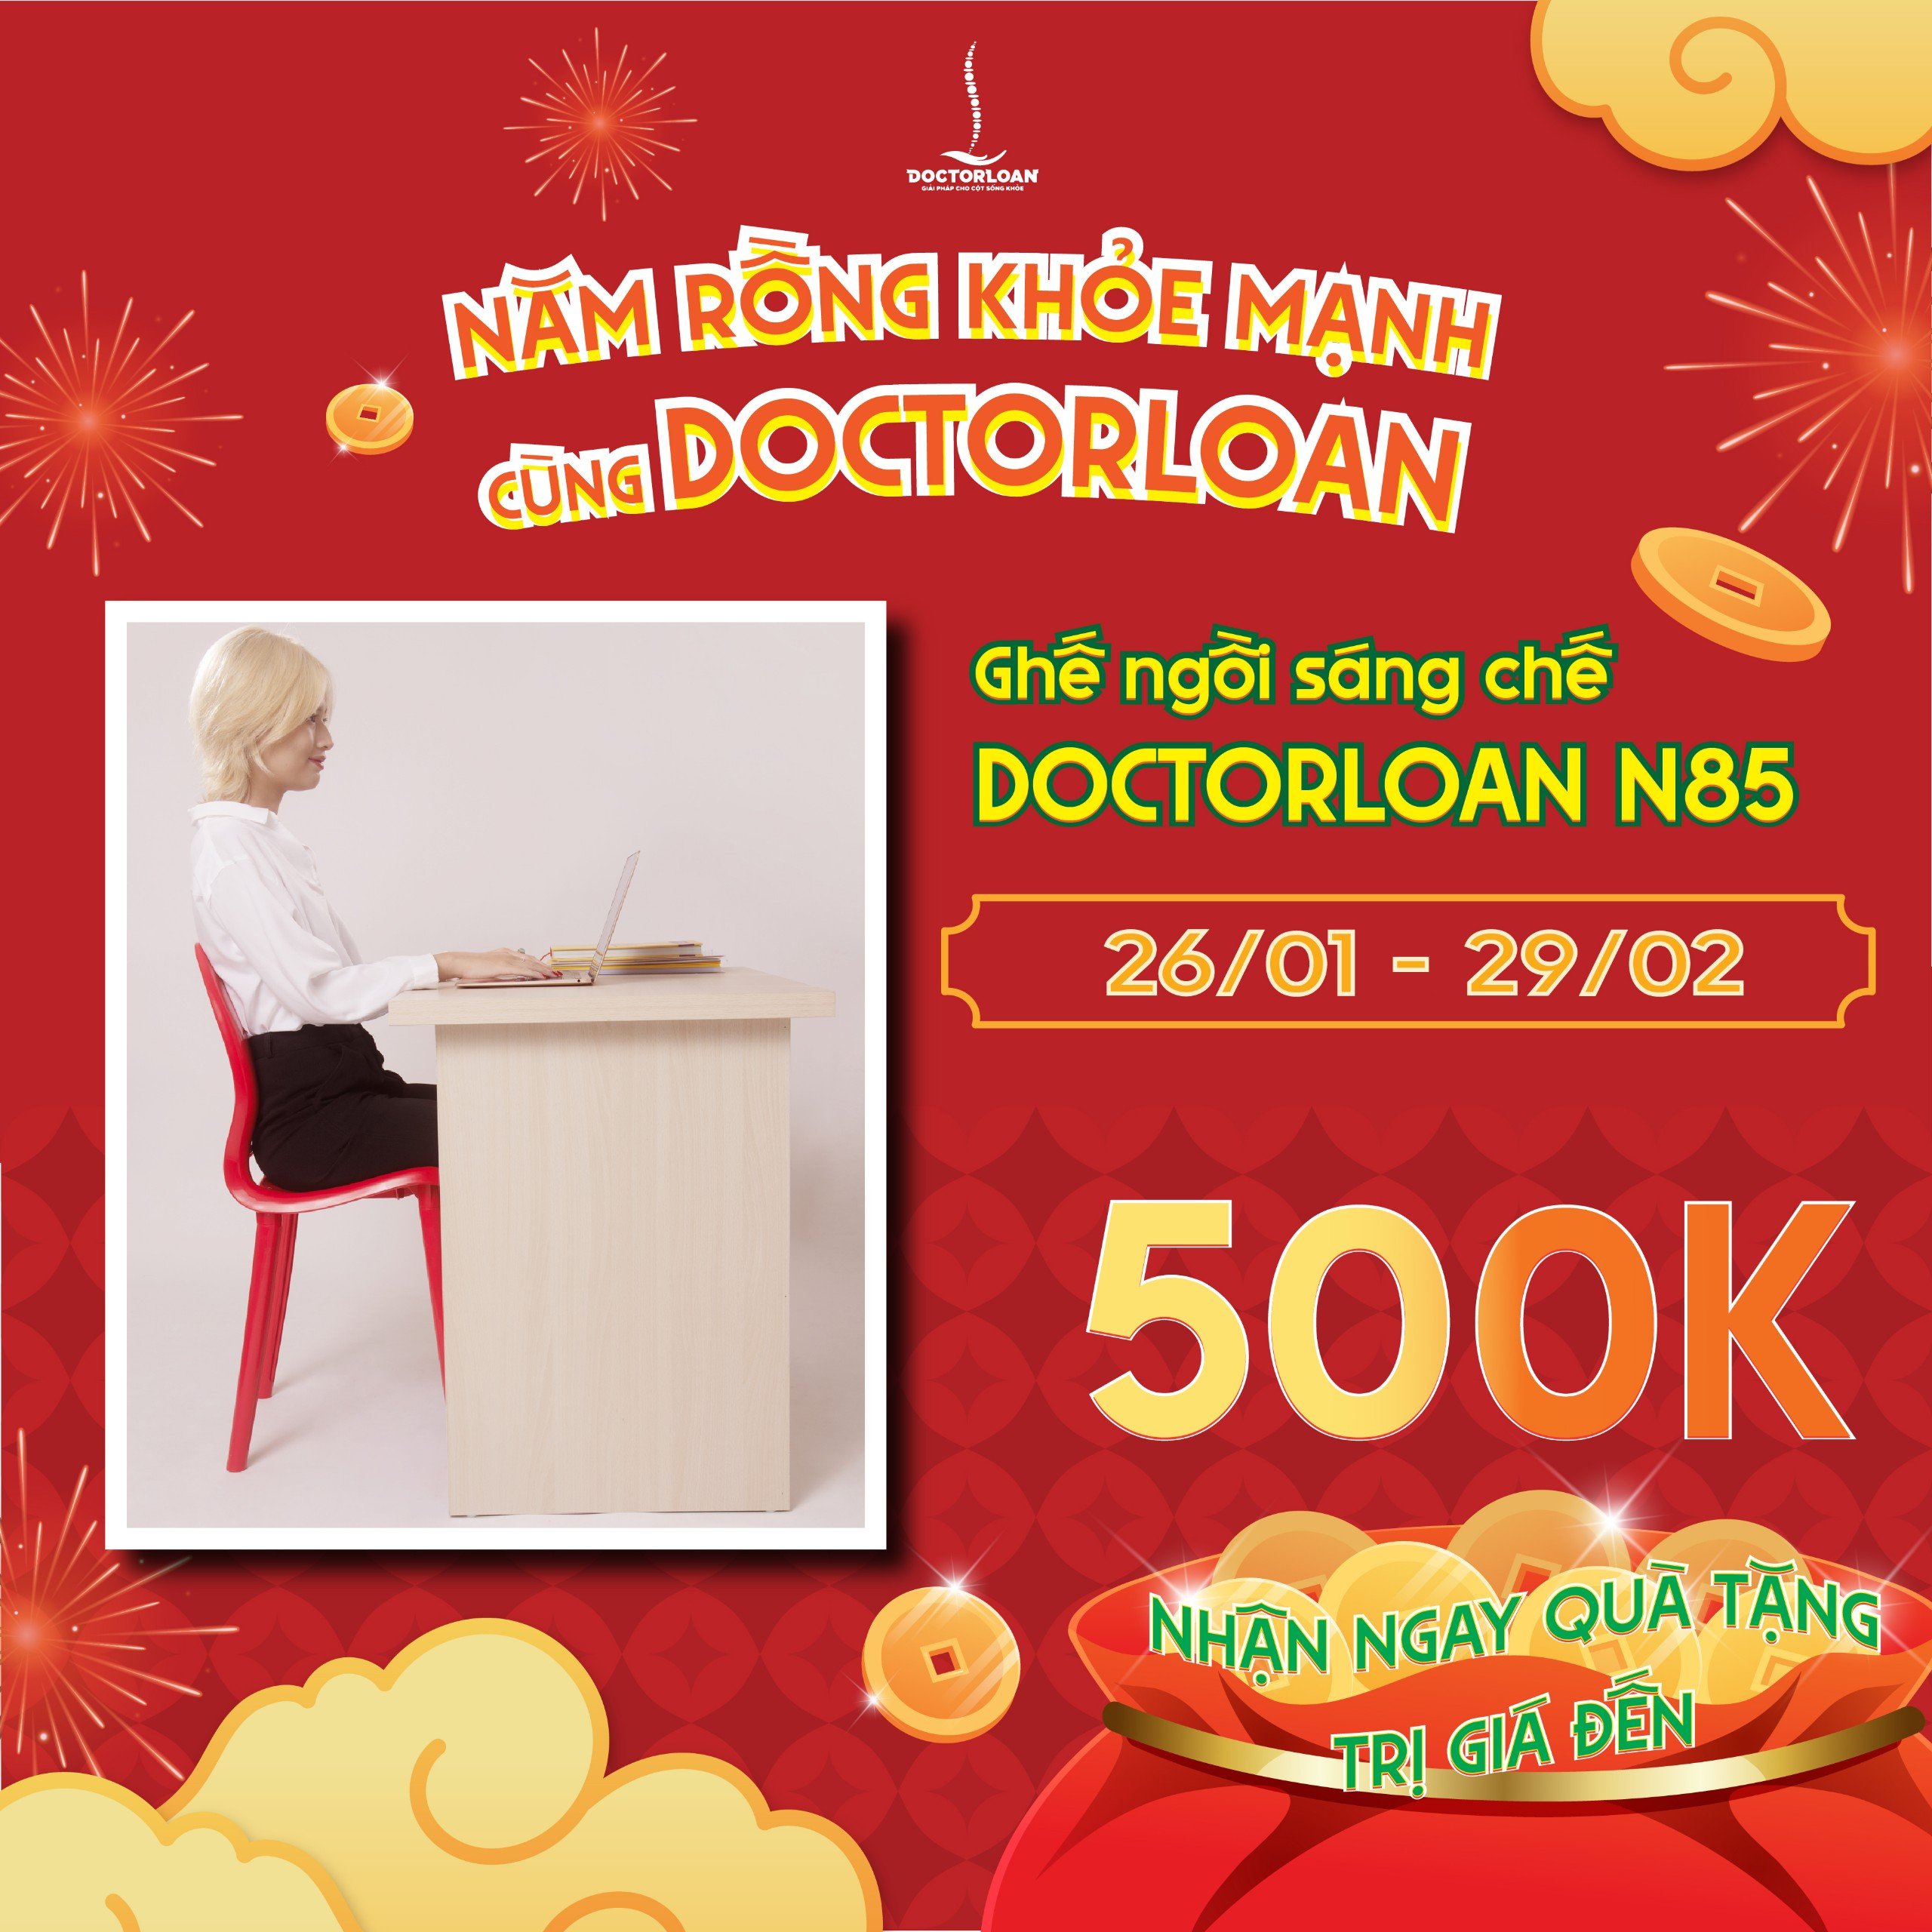 DOCTORLOAN
GIẢI PHÁP CHO CỘT SỐNG KHỎE
NĂM RỒNG KHỎE MẠNH
CÙNG DOCTORLOAN
Ghế ngồi sáng chế
DOCTORLOAN N85
26/01 - 29/02
500K
NHẬN NGAY QUÀ TẶNG
TRỊ GIÁ ĐẾN